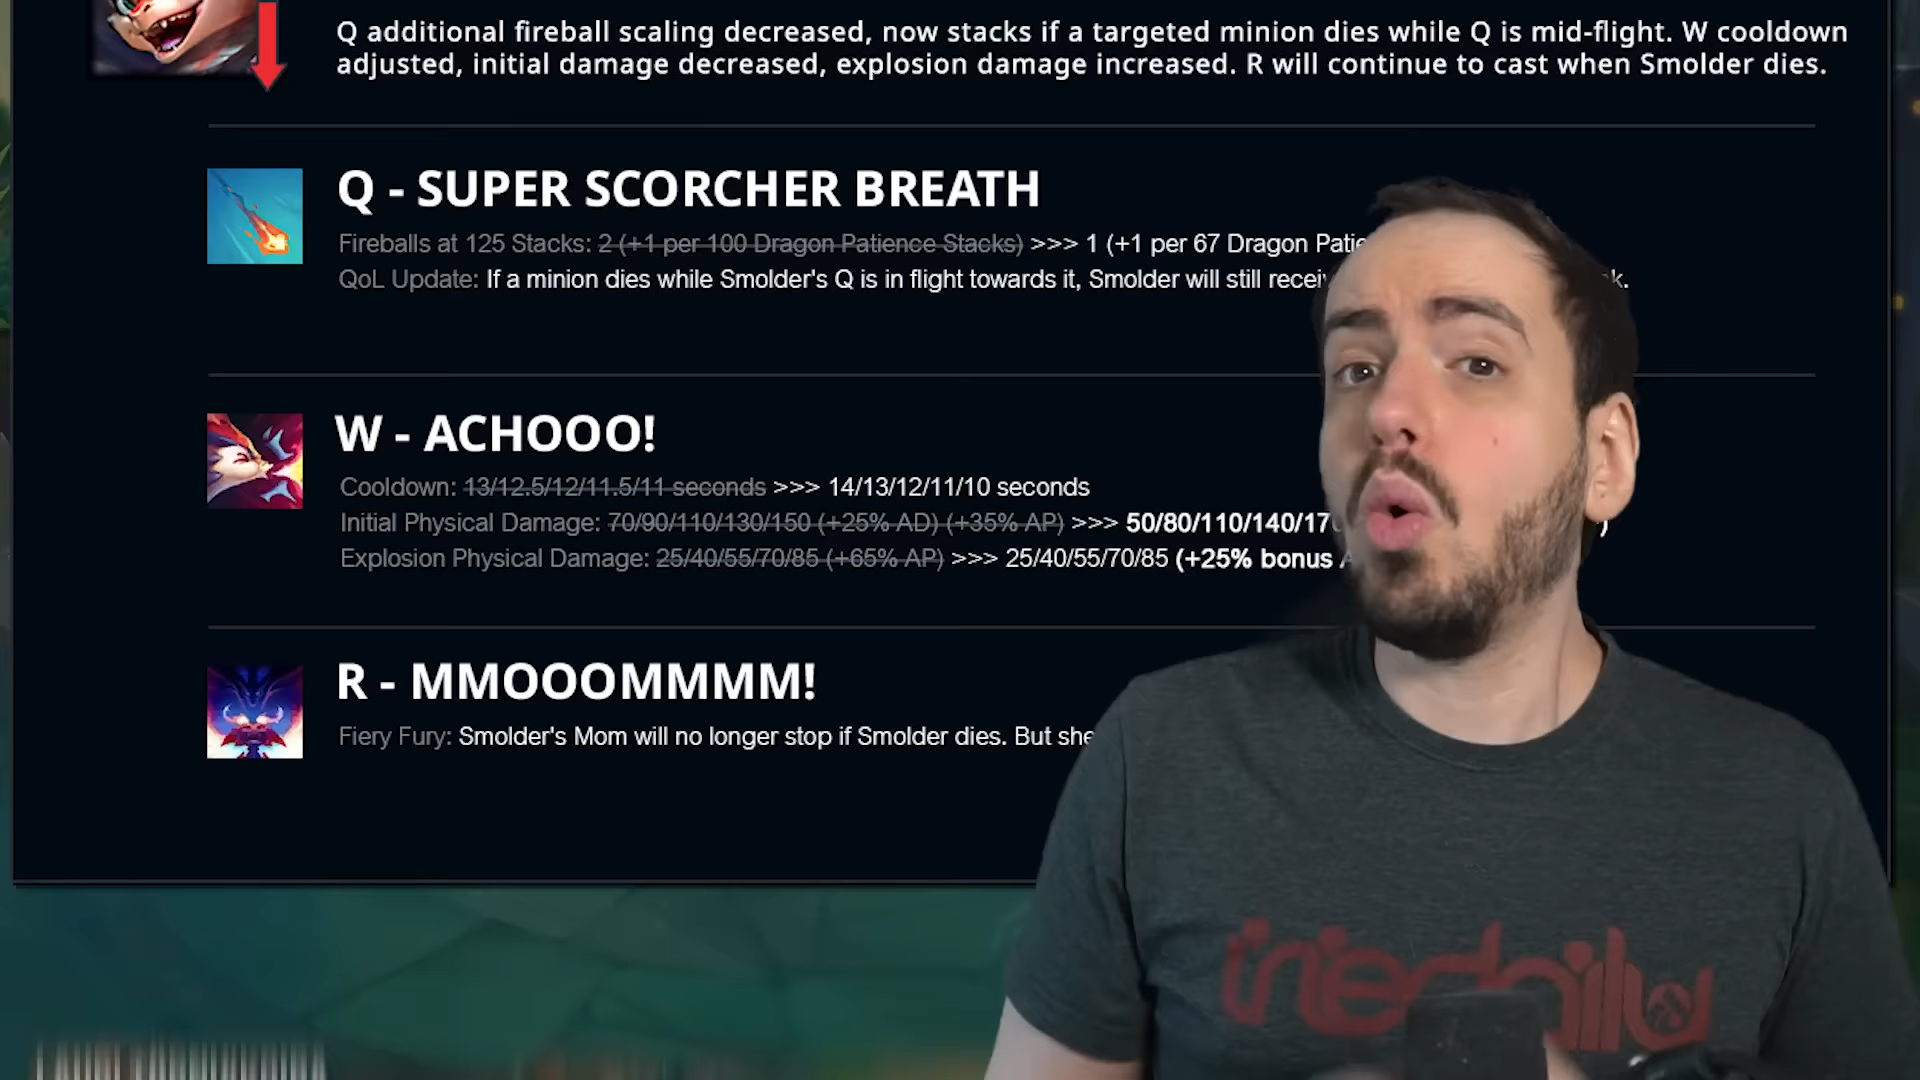 Q additional fireball scaling decreased, now stacks if a targeted minion dies while Q is mid-flight. W cooldown
adjusted, initial damage decreased, explosion damage increased. R will continue to cast when Smolder dies.
Q - SUPER SCORCHER BREATH
Fireballs at 125 Stacks: 2 (+1 per 100 Dragon Patience Stacks) >>> 1 (+1 per 67 Dragon
QoL Update: If a minion dies while Smolder's Q is in flight towards it, Smolder will still
W - ACHOOO!
Cooldown: 13/12.5/12/11.5/11 seconds >>> 14/13/12/11/10 seconds
Initial Physical Damage: 70/90/110/130/150 (+25% AD) (+35% AP) >>> 50/80/110/140/17
Explosion Physical Damage: 25/40/55/70/85 (+65% AP) >>> 25/40/55/70/85 (+25% bonus
R - MMOOOMMMM!
Fiery Fury: Smolder's Mom will no longer stop if Smolder dies. But she